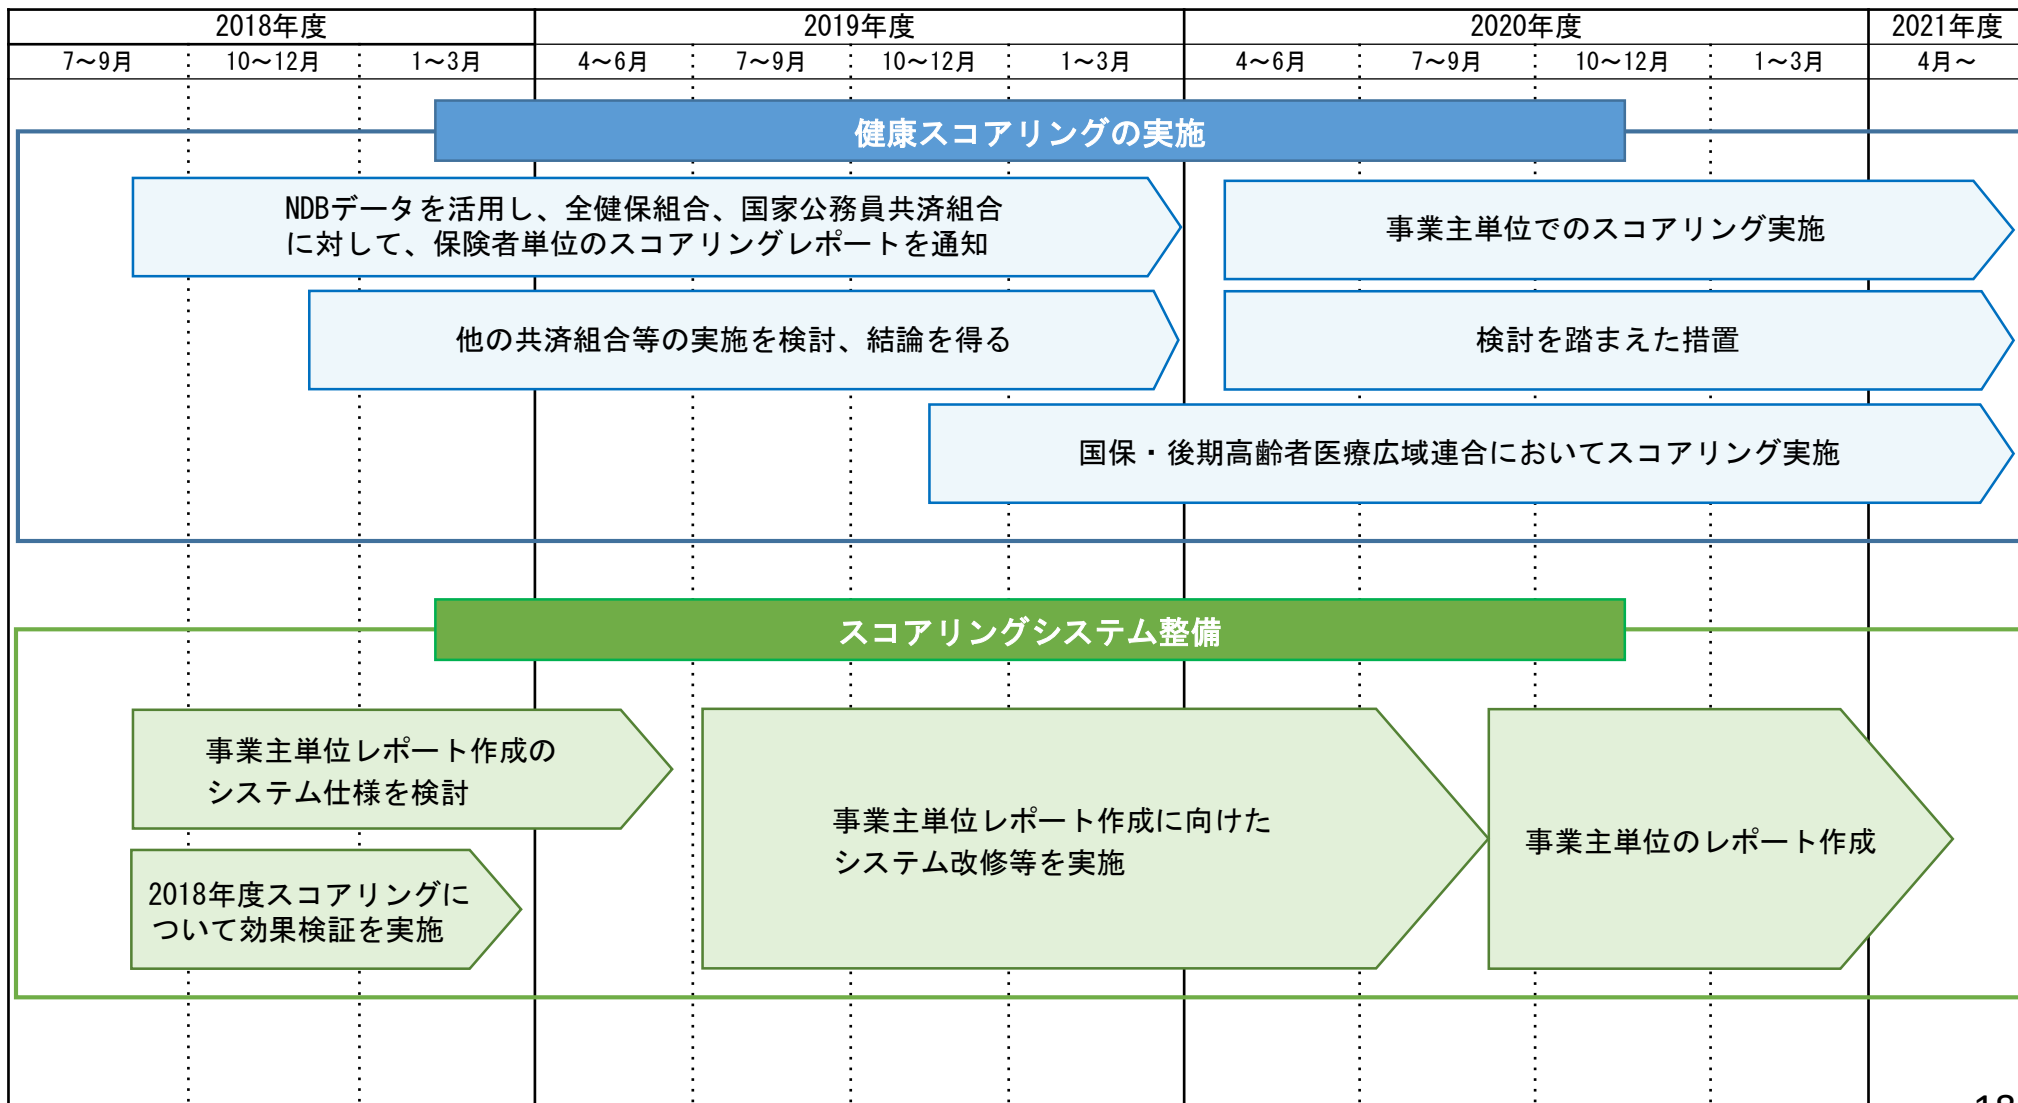 2018年度
2019年度
2020年度
2021年度
7～9月
10～12月
1～3月
4～6月
7～9月
10～12月
1～3月
4～6月
7～9月
10～12月
1～3月
4月～
健康スコアリングの実施
NDBデータを活用し、全健保組合、国家公務員共済組合
に対して、保険者単位のスコアリングレポートを通知
事業主単位でのスコアリング実施
他の共済組合等の実施を検討、結論を得る
検討を踏まえた措置
国保・後期高齢者医療広域連合においてスコアリング実施
スコアリングシステム整備
事業主単位レポート作成の
システム仕様を検討
2018年度スコアリングに
ついて効果検証を実施
事業主単位レポート作成に向けた
システム改修等を実施
事業主単位のレポート作成